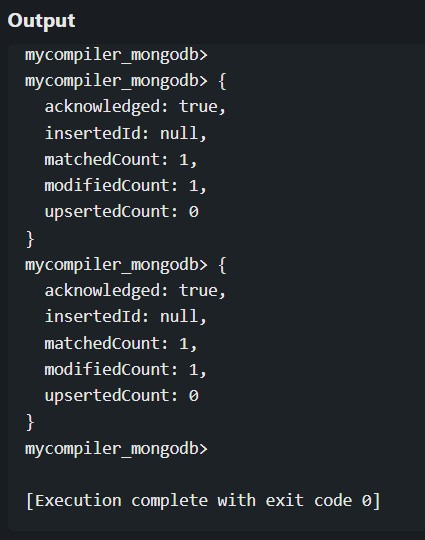 Output
mycompiler_mongodb>
mycompiler_mongodb> {
  acknowledged: true,
  insertedId: null,
  matchedCount: 1,
  modifiedCount: 1,
  upsertedCount: 0
}
mycompiler_mongodb> {
  acknowledged: true,
  insertedId: null,
  matchedCount: 1,
  modifiedCount: 1,
  upsertedCount: 0
}
mycompiler_mongodb>
[Execution complete with exit code 0]